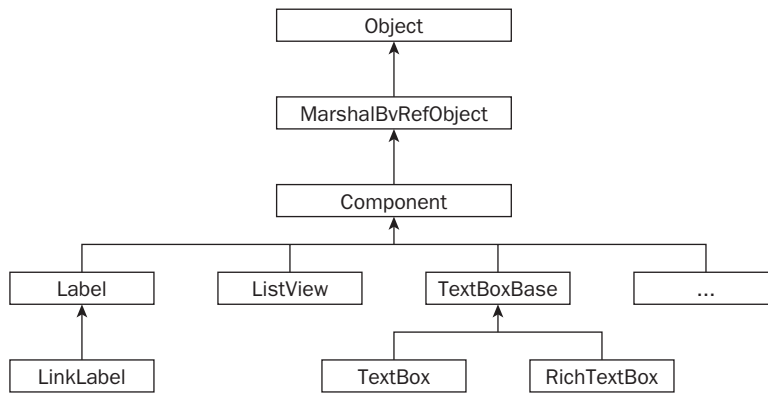 Object
MarshalBvRefObject
Component
Label
ListView
TextBoxBase
...
LinkLabel
TextBox
RichTextBox